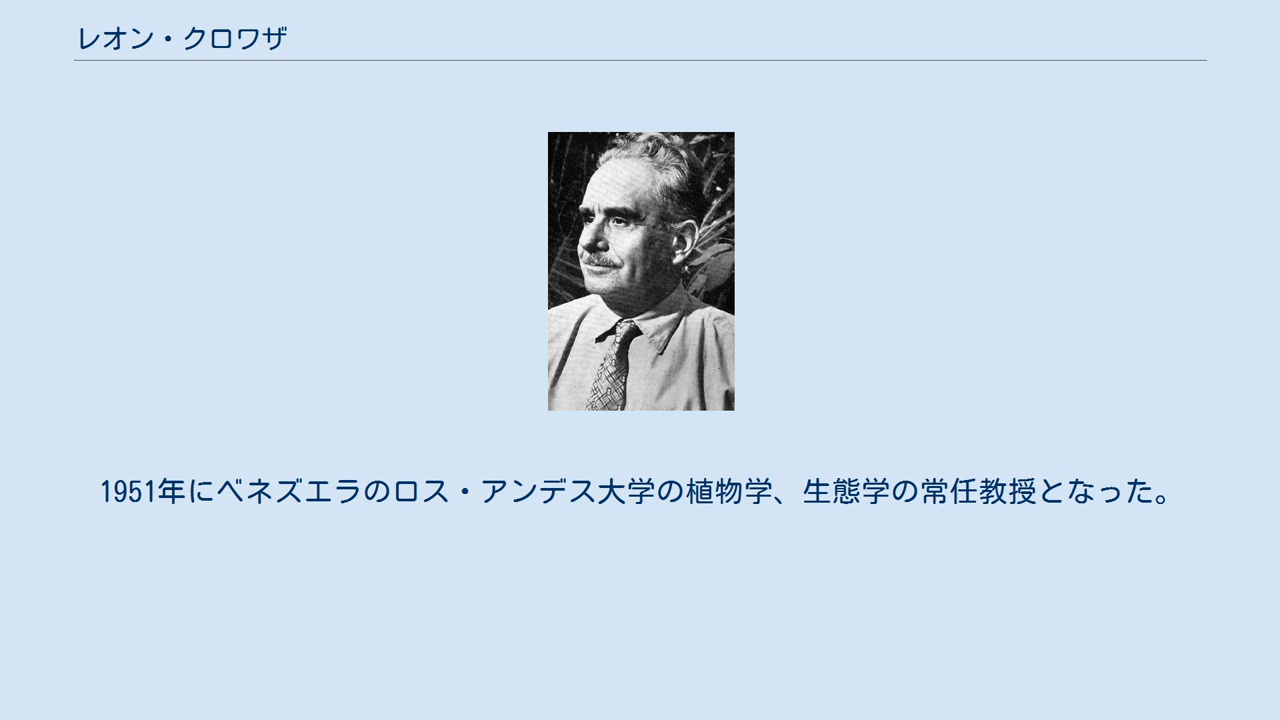 レオン・クロワザ
1951年にベネズエラのロス・アンデス大学の植物学、生態学の常任教授となった。